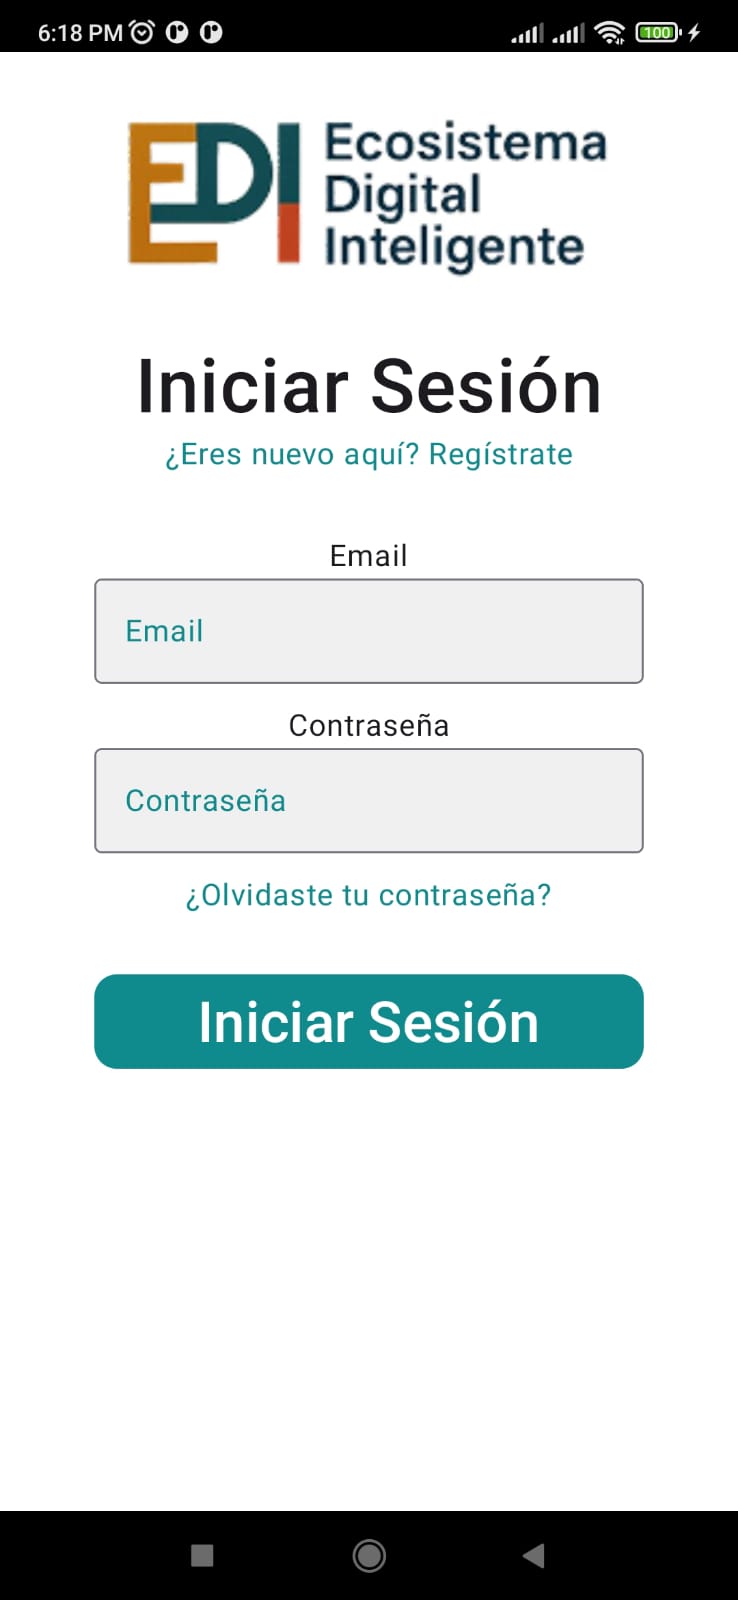 6:18 PM
100
EDI
Ecosistema
Digital
Inteligente
Iniciar Sesión
¿Eres nuevo aquí? Regístrate
Email
Email
Contraseña
Contraseña
¿Olvidaste tu contraseña?
Iniciar Sesión